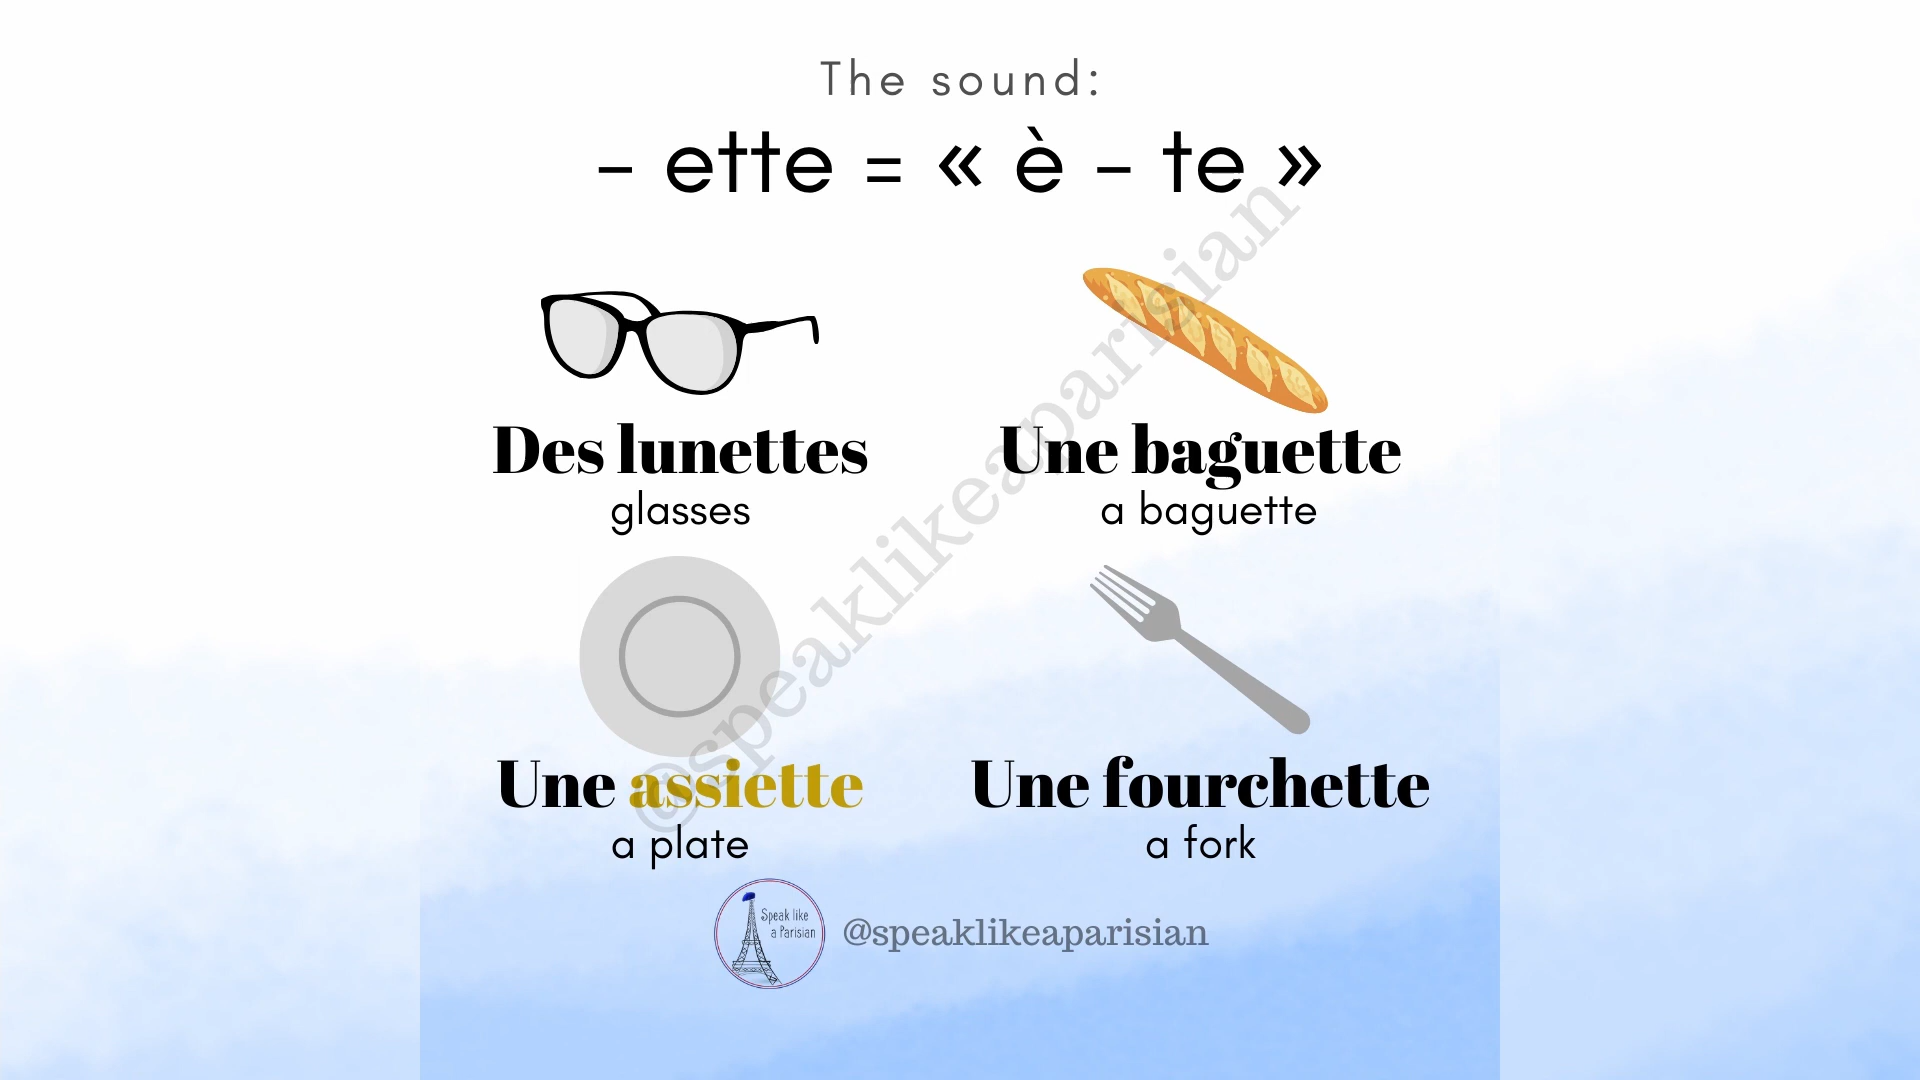 The sound:
- ette = « è - te »
Des lunettes
glasses
Une baguette
a baguette
Une assiette
a plate
Une fourchette
a fork
@speaklikeaparisian
Speak like
a Parisian
@speaklikeaparisian